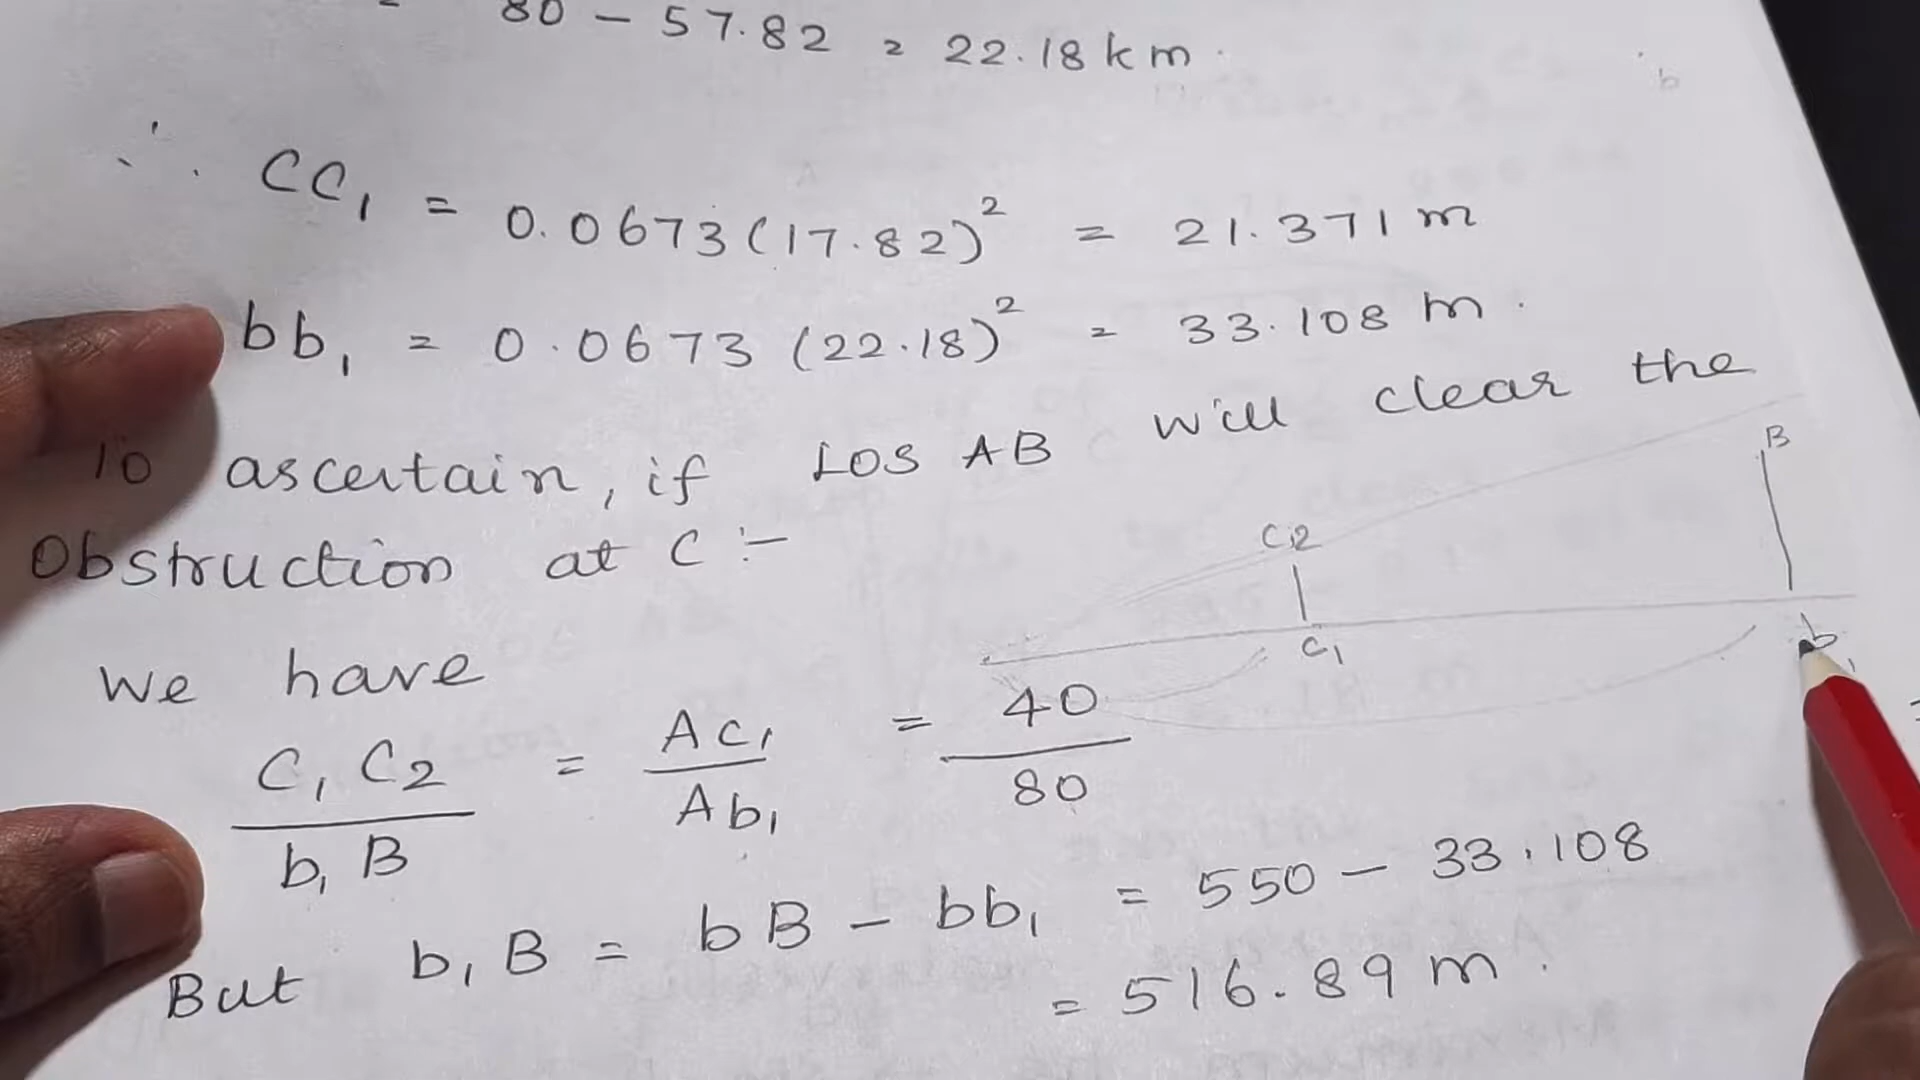 80 - 57.82 = 22.18 km.
∴ CC₁ = 0.0673 (17.82)² = 21.371 m
bb₁ = 0.0673 (22.18)² = 33.108 m.
To ascertain, if LOS AB will clear the
Obstruction at C :-
B
C₂
C₁
b₁
We have
C₁C₂ / b₁B = AC₁ / Ab₁ = 40 / 80
But b₁B = bB - bb₁ = 550 - 33.108
= 516.89 m.